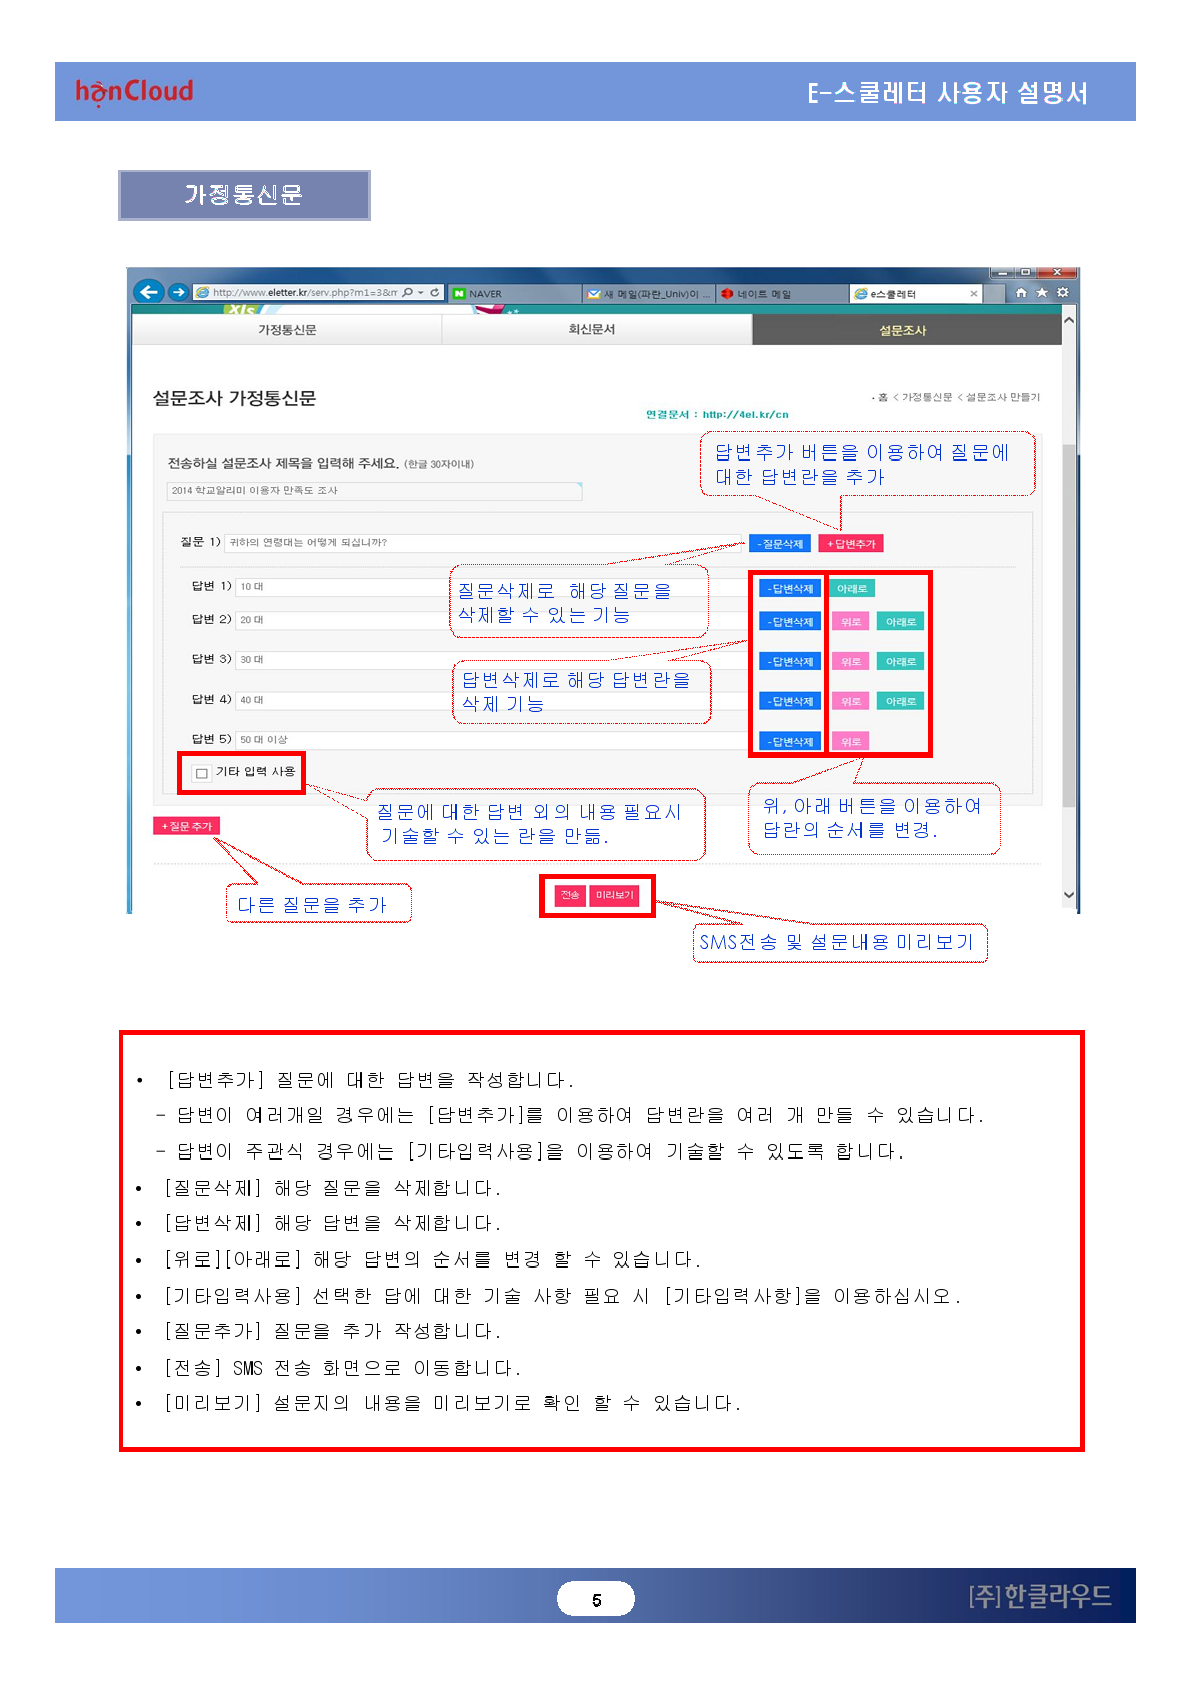 hanCloud
E-스쿨레터 사용자 설명서
가정통신문
http://www.eletter.kr/serv.php?m1=3&m
NAVER
새 메일(파란_Univ)이 ...
네이트 메일
e스쿨레터
xls
가정통신문
회신문서
설문조사
설문조사 가정통신문
· 홈 < 가정통신문 < 설문조사 만들기
연결문서 : http://4el.kr/cn
답변추가 버튼을 이용하여 질문에
대한 답변란을 추가
전송하실 설문조사 제목을 입력해 주세요. (한글 30자이내)
2014 학교알리미 이용자 만족도 조사
질문 1) 귀하의 연령대는 어떻게 되십니까?
-질문삭제
+답변추가
답변 1) 10 대
-답변삭제 아래로
질문삭제로 해당 질문을
삭제할 수 있는 기능
답변 2) 20 대
-답변삭제 위로 아래로
답변 3) 30 대
-답변삭제 위로 아래로
답변삭제로 해당 답변란을
삭제 기능
답변 4) 40 대
-답변삭제 위로 아래로
답변 5) 50 대 이상
-답변삭제 위로
기타 입력 사용
질문에 대한 답변 외의 내용 필요시
기술할 수 있는 란을 만듦.
위, 아래 버튼을 이용하여
답란의 순서를 변경.
+질문 추가
다른 질문을 추가
전송 미리보기
SMS전송 및 설문내용 미리보기
• [답변추가] 질문에 대한 답변을 작성합니다.
- 답변이 여러개일 경우에는 [답변추가]를 이용하여 답변란을 여러 개 만들 수 있습니다.
- 답변이 주관식 경우에는 [기타입력사용]을 이용하여 기술할 수 있도록 합니다.
• [질문삭제] 해당 질문을 삭제합니다.
• [답변삭제] 해당 답변을 삭제합니다.
• [위로][아래로] 해당 답변의 순서를 변경 할 수 있습니다.
• [기타입력사용] 선택한 답에 대한 기술 사항 필요 시 [기타입력사항]을 이용하십시오.
• [질문추가] 질문을 추가 작성합니다.
• [전송] SMS 전송 화면으로 이동합니다.
• [미리보기] 설문지의 내용을 미리보기로 확인 할 수 있습니다.
5
[주]한클라우드